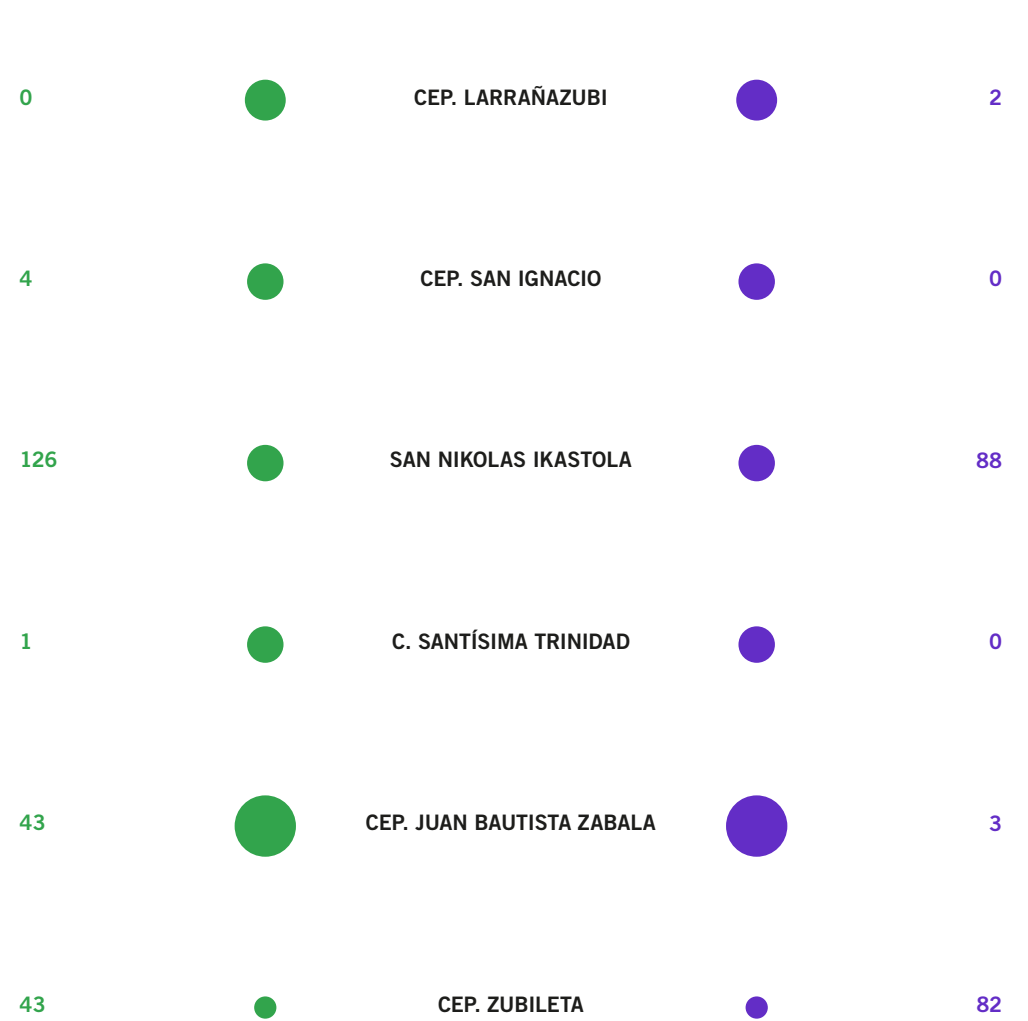 0 CEP. LARRAÑAZUBI 2
4 CEP. SAN IGNACIO 0
126 SAN NIKOLAS IKASTOLA 88
1 C. SANTÍSIMA TRINIDAD 0
43 CEP. JUAN BAUTISTA ZABALA 3
43 CEP. ZUBILETA 82